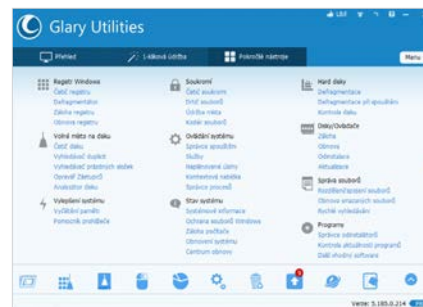 Glary Utilities
Přehled
1-kliková údržba
Pokročilé nástroje
Menu
Registr Windows
Čistič registru
Defragmentátor
Záloha registru
Obnova registru
Volné místo na disku
Čistič disku
Vyhledávač duplicit
Vyhledávač prázdných složek
Opravář Zástupců
Analyzátor disku
Vylepšení systému
Vyčištění paměti
Pomocník prohlížeče
Soukromí
Čistič soukromí
Drtič souborů
Údržba místa
Kodér souborů
Ovládání systému
Správce spouštění
Služby
Naplánované úlohy
Kontextová nabídka
Správce procesů
Stav systému
Systémové informace
Ochrana souborů Windows
Záloha počítače
Obnovení systému
Centrum obnovy
Hard disky
Defragmentace
Defragmentace při spouštění
Kontrola disku
Disky/Ovladače
Záloha
Obnova
Odinstalace
Aktualizace
Správa souborů
Rozdělení/spojení souborů
Obnova smazaných souborů
Rychlé vyhledávání
Programy
Správce odinstalátorů
Kontrola aktuálnosti programů
Další vhodný software
Verze: 5.185.0.214